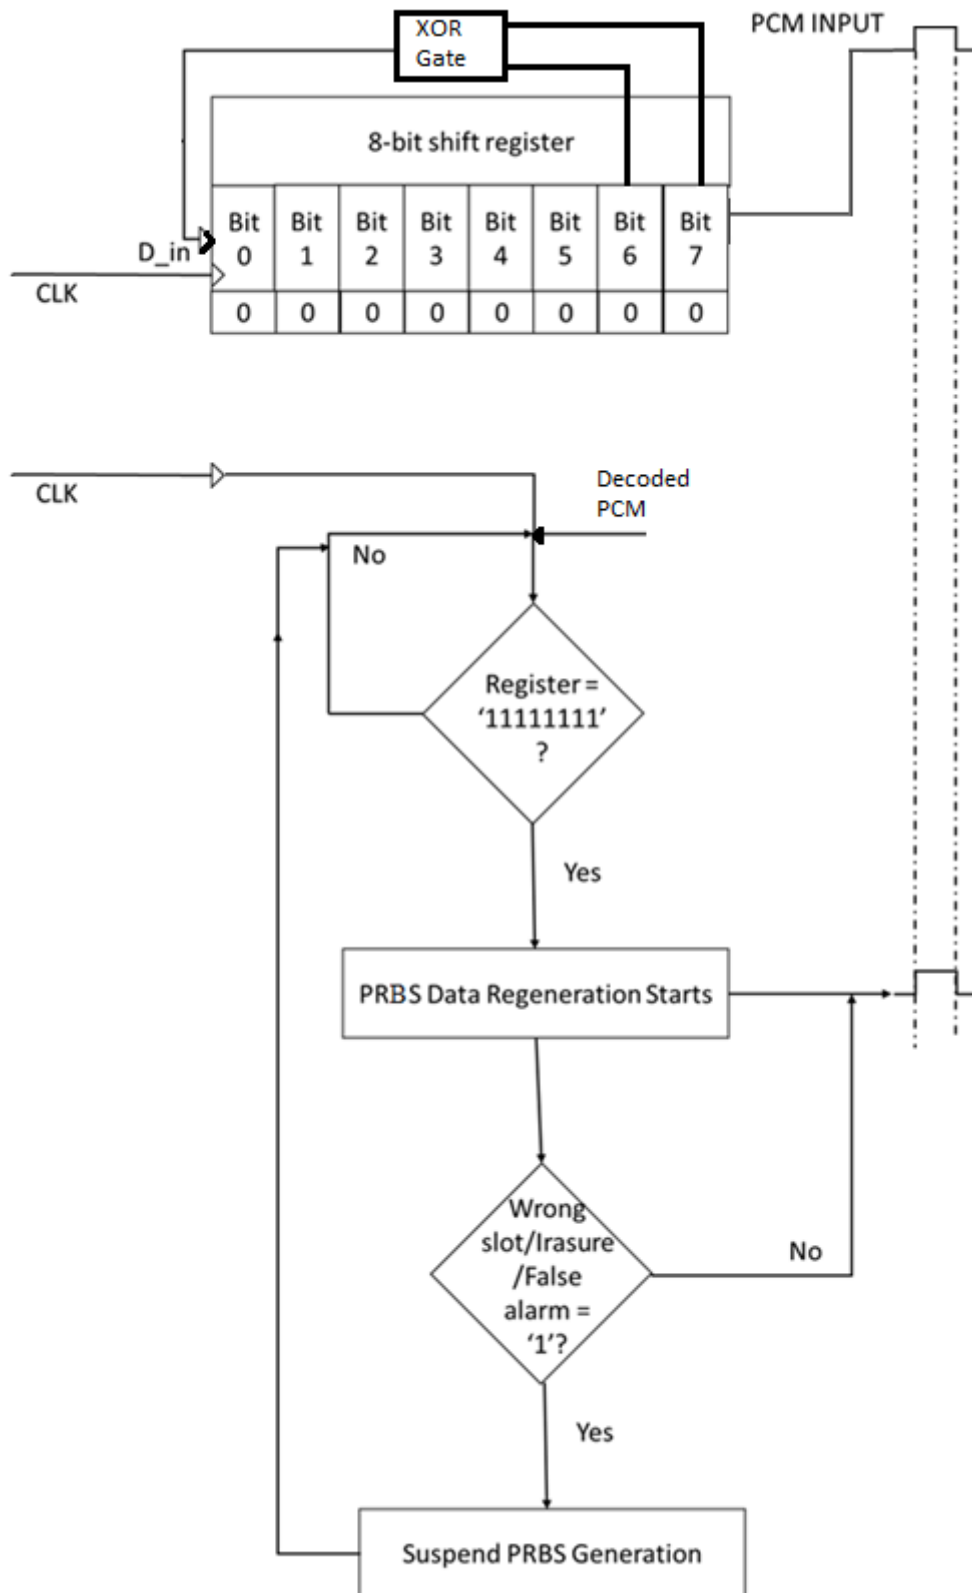 PCM INPUT
XOR
Gate
8-bit shift register
Bit 0
Bit 1
Bit 2
Bit 3
Bit 4
Bit 5
Bit 6
Bit 7
D_in
CLK
0 0 0 0 0 0 0 0
CLK
Decoded
PCM
No
Register =
‘11111111’
?
Yes
PRBS Data Regeneration Starts
Wrong
slot/Irasure
/False
alarm =
‘1’?
No
Yes
Suspend PRBS Generation